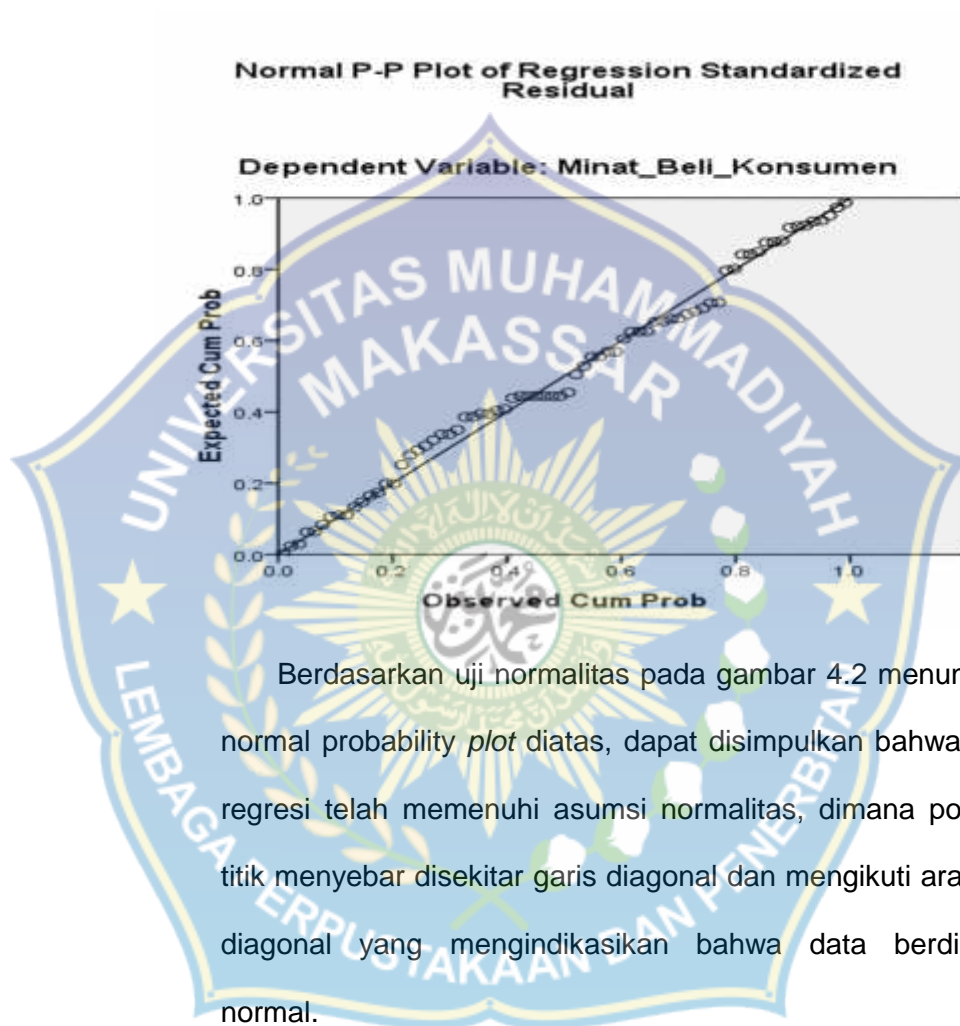 Normal P-P Plot of Regression Standardized
Residual
Dependent Variable: Minat_Beli_Konsumen
1.0
0.8
0.6
0.4
0.2
0.0
Expected Cum Prob
0.0 0.2 0.4 0.6 0.8 1.0
Observed Cum Prob
UNIVERSITAS MUHAMMADIYAH
MAKASSAR
LEMBAGA PERPUSTAKAAN DAN PENERBITAN
Berdasarkan uji normalitas pada gambar 4.2 menun
normal probability plot diatas, dapat disimpulkan bahwa
regresi telah memenuhi asumsi normalitas, dimana po
titik menyebar disekitar garis diagonal dan mengikuti ara
diagonal yang mengindikasikan bahwa data berdi
normal.